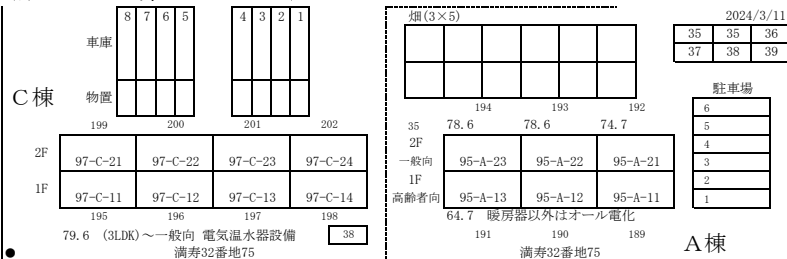 8 7 6 5 4 3 2 1
車庫
C棟 物置
199 200 201 202
2F 97-C-21 97-C-22 97-C-23 97-C-24
1F 97-C-11 97-C-12 97-C-13 97-C-14
195 196 197 198
79.6 (3LDK)～一般向 電気温水器設備 38
満寿32番地75
畑(3×5)
2024/3/11
35 35 36
37 38 39
194 193 192
35 78.6 78.6 74.7
2F
一般向 95-A-23 95-A-22 95-A-21
1F
高齢者向 95-A-13 95-A-12 95-A-11
64.7 暖房器以外はオール電化
191 190 189
A棟
満寿32番地75
駐車場
6
5
4
3
2
1